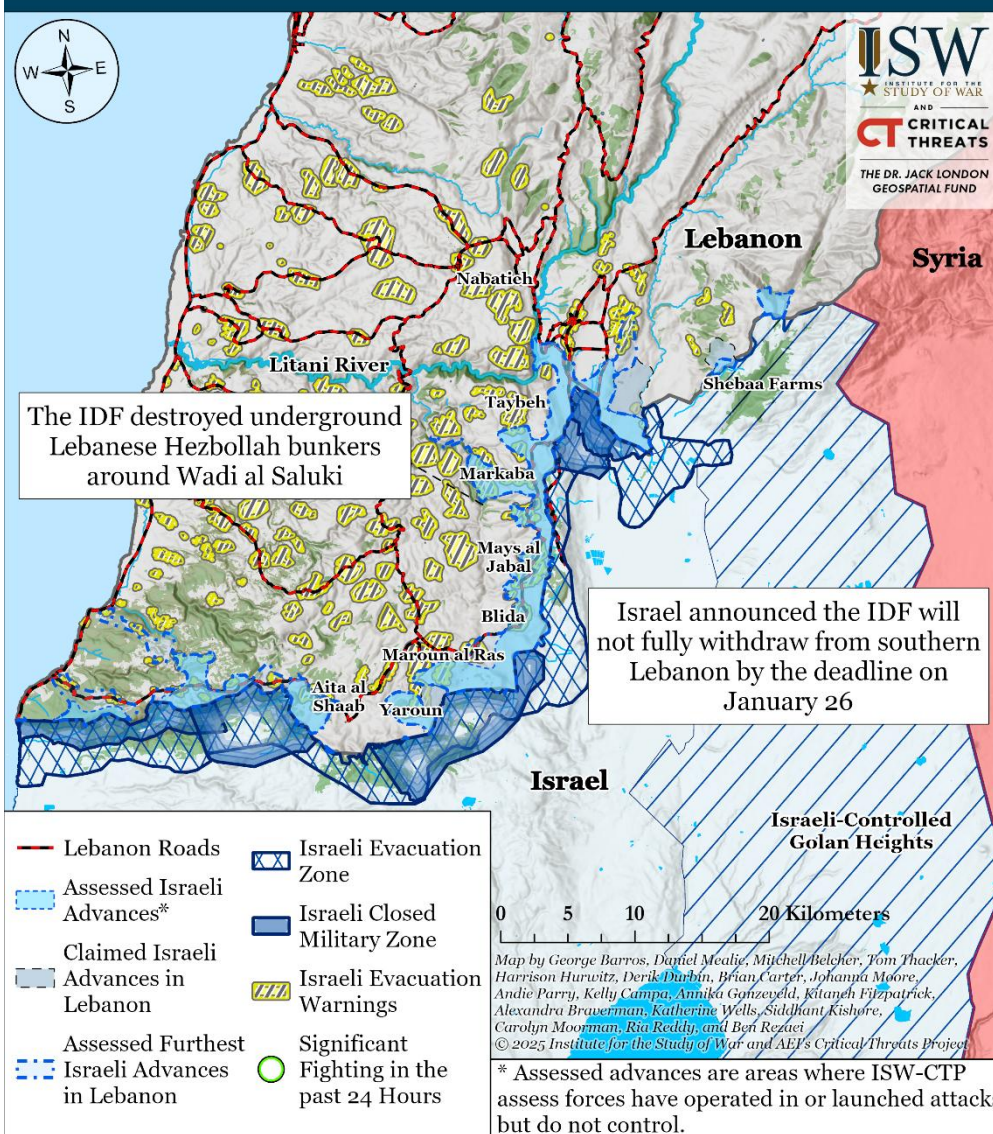 N
W E
S
ISW
INSTITUTE FOR THE
STUDY OF WAR
AND
CT CRITICAL
THREATS
THE DR. JACK LONDON
GEOSPATIAL FUND
Lebanon
Syria
Nabatieh
Litani River
Shebaa Farms
Taybeh
The IDF destroyed underground
Lebanese Hezbollah bunkers
around Wadi al Saluki
Markaba
Mays al
Jabal
Blida
Israel announced the IDF will
not fully withdraw from southern
Lebanon by the deadline on
January 26
Maroun al Ras
Aita al
Shaab
Yaroun
Israel
Israeli-Controlled
Golan Heights
Lebanon Roads
Assessed Israeli
Advances*
Claimed Israeli
Advances in
Lebanon
Assessed Furthest
Israeli Advances
in Lebanon
Israeli Evacuation
Zone
Israeli Closed
Military Zone
Israeli Evacuation
Warnings
Significant
Fighting in the
past 24 Hours
0 5 10 20 Kilometers
Map by George Barros, Daniel Mealie, Mitchell Belcher, Tom Thacker,
Harrison Hurwitz, Derik Durbin, Brian Carter, Johanna Moore,
Andie Parry, Kelly Campa, Annika Ganzeveld, Kitaneh Fitzpatrick,
Alexandra Braverman, Katherine Wells, Siddhant Kishore,
Carolyn Moorman, Ria Reddy, and Ben Rezaei
© 2025 Institute for the Study of War and AEI's Critical Threats Project
* Assessed advances are areas where ISW-CTP
assess forces have operated in or launched attacks
but do not control.